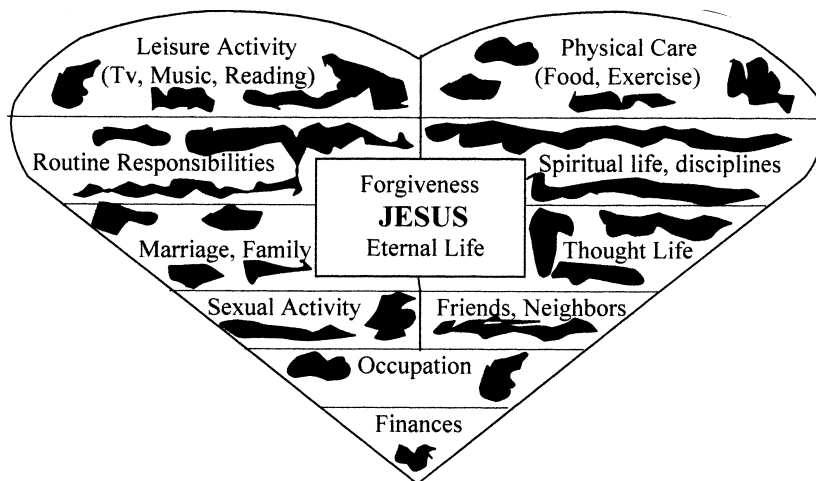 Leisure Activity
(Tv, Music, Reading)
Physical Care
(Food, Exercise)
Routine Responsibilities
Spiritual life, disciplines
Forgiveness
JESUS
Eternal Life
Marriage, Family
Thought Life
Sexual Activity
Friends, Neighbors
Occupation
Finances